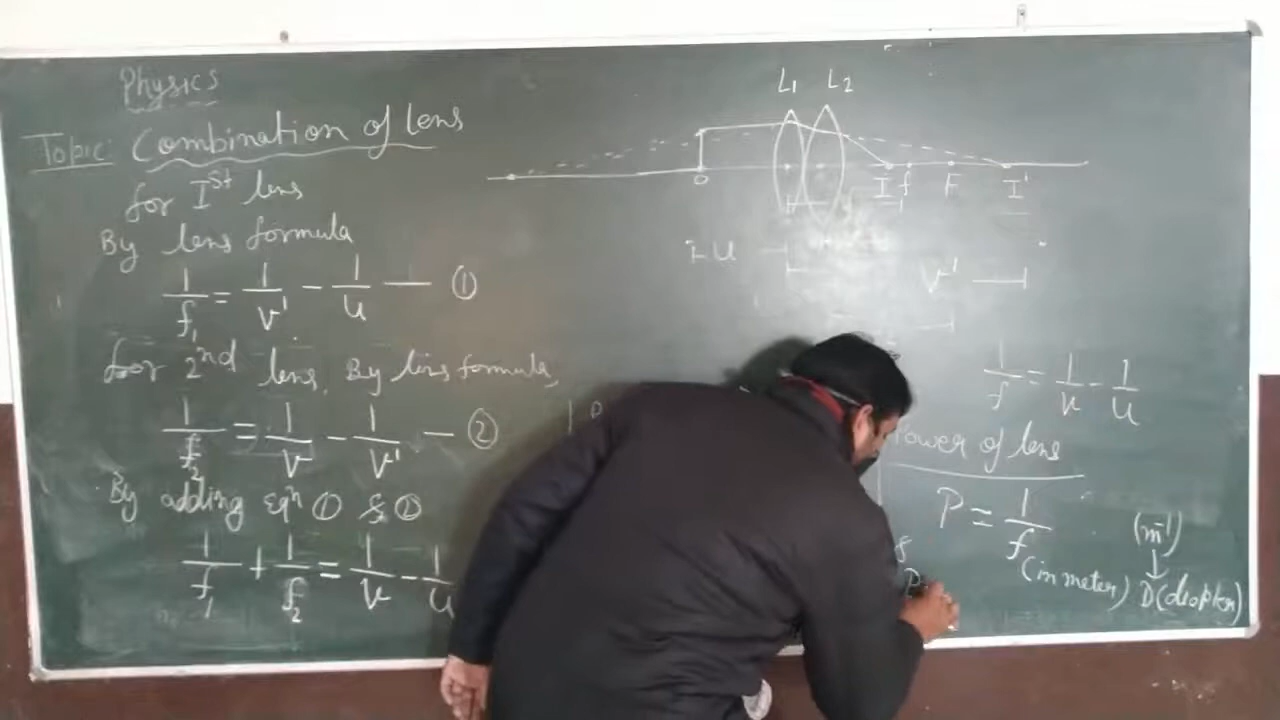 Physics
Topic: Combination of lens
for Ist lens
By lens formula
1/f₁ = 1/v' - 1/u — ①
for 2nd lens, By lens formula,
1/f₂ = 1/v - 1/v' — ②
By adding Eqn ① & ②
1/f₁ + 1/f₂ = 1/v - 1/u
L₁ L₂
O I f F I'
-u
v'
1/f = 1/v - 1/u
Power of lens
P = 1/f (in meter)
(m⁻¹)
↓
D(diopter)
P